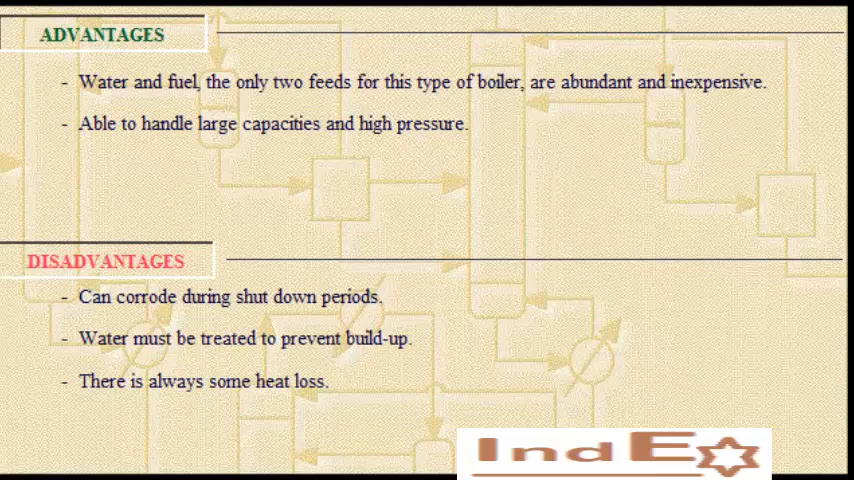 ADVANTAGES
- Water and fuel, the only two feeds for this type of boiler, are abundant and inexpensive.
- Able to handle large capacities and high pressure.
DISADVANTAGES
- Can corrode during shut down periods.
- Water must be treated to prevent build-up.
- There is always some heat loss.
IndE